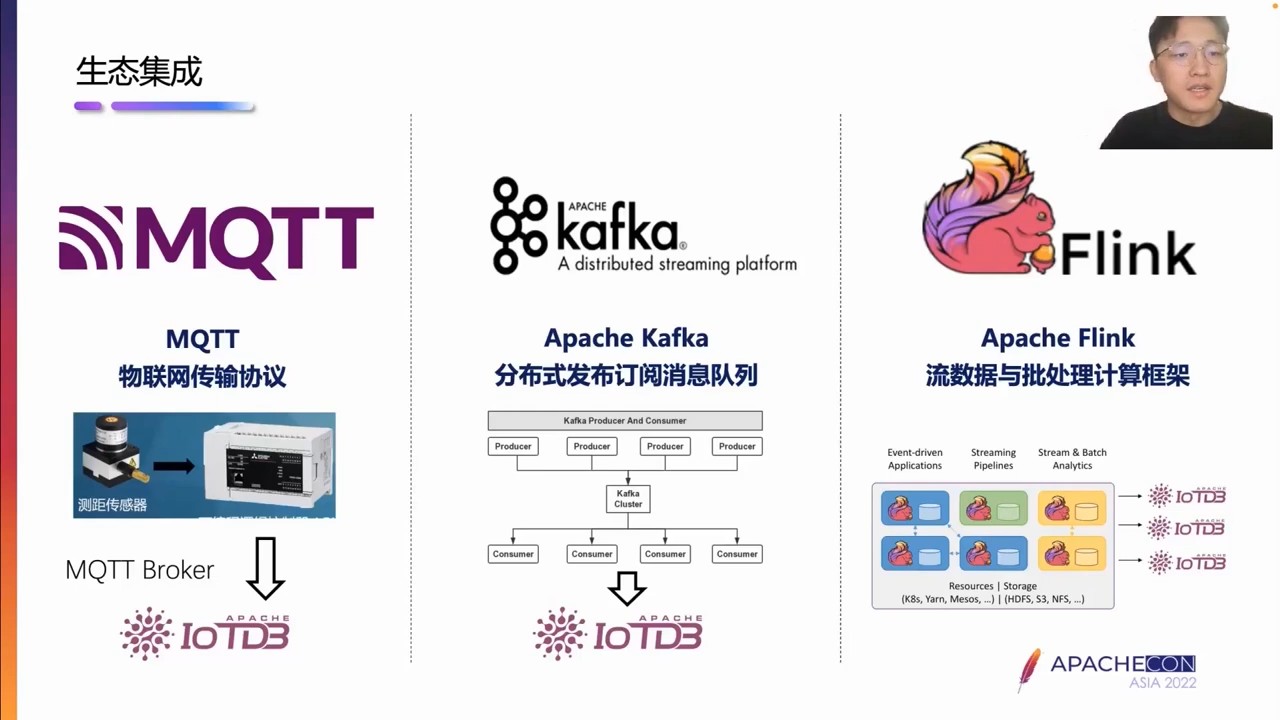 生态集成
MQTT
MQTT
物联网传输协议
测距传感器
MQTT Broker
APACHE
IoTDB
APACHE
kafka®
A distributed streaming platform
Apache Kafka
分布式发布订阅消息队列
Kafka Producer And Consumer
Producer
Producer
Producer
Producer
Kafka
Cluster
Consumer
Consumer
Consumer
Consumer
APACHE
IoTDB
Flink
Apache Flink
流数据与批处理计算框架
Event-driven
Applications
Streaming
Pipelines
Stream & Batch
Analytics
Resources | Storage
(K8s, Yarn, Mesos, ...) | (HDFS, S3, NFS, ...)
APACHE
IoTDB
APACHE
IoTDB
APACHE
IoTDB
APACHECON
ASIA 2022